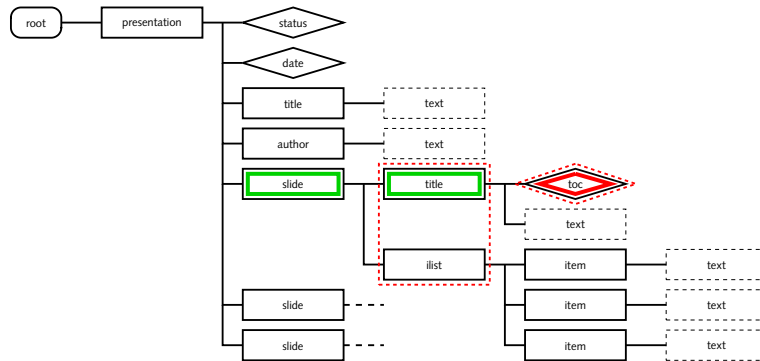 root presentation status
date
title text
author text
slide title toc
text
ilist item text
slide item text
slide item text